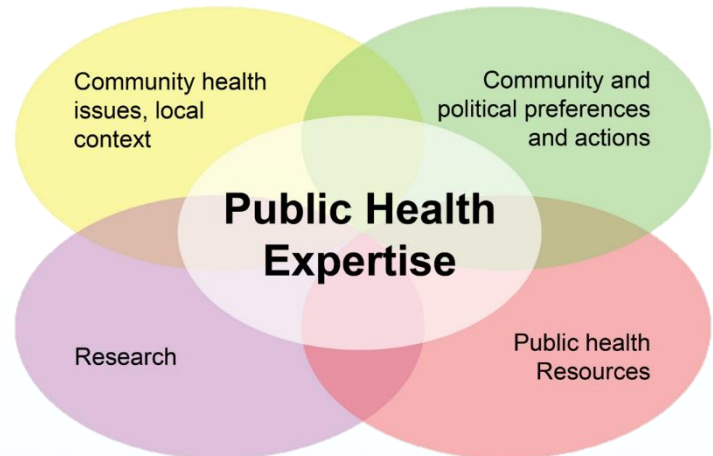 Community health
issues, local
context
Community and
political preferences
and actions
Public Health
Expertise
Research
Public health
Resources